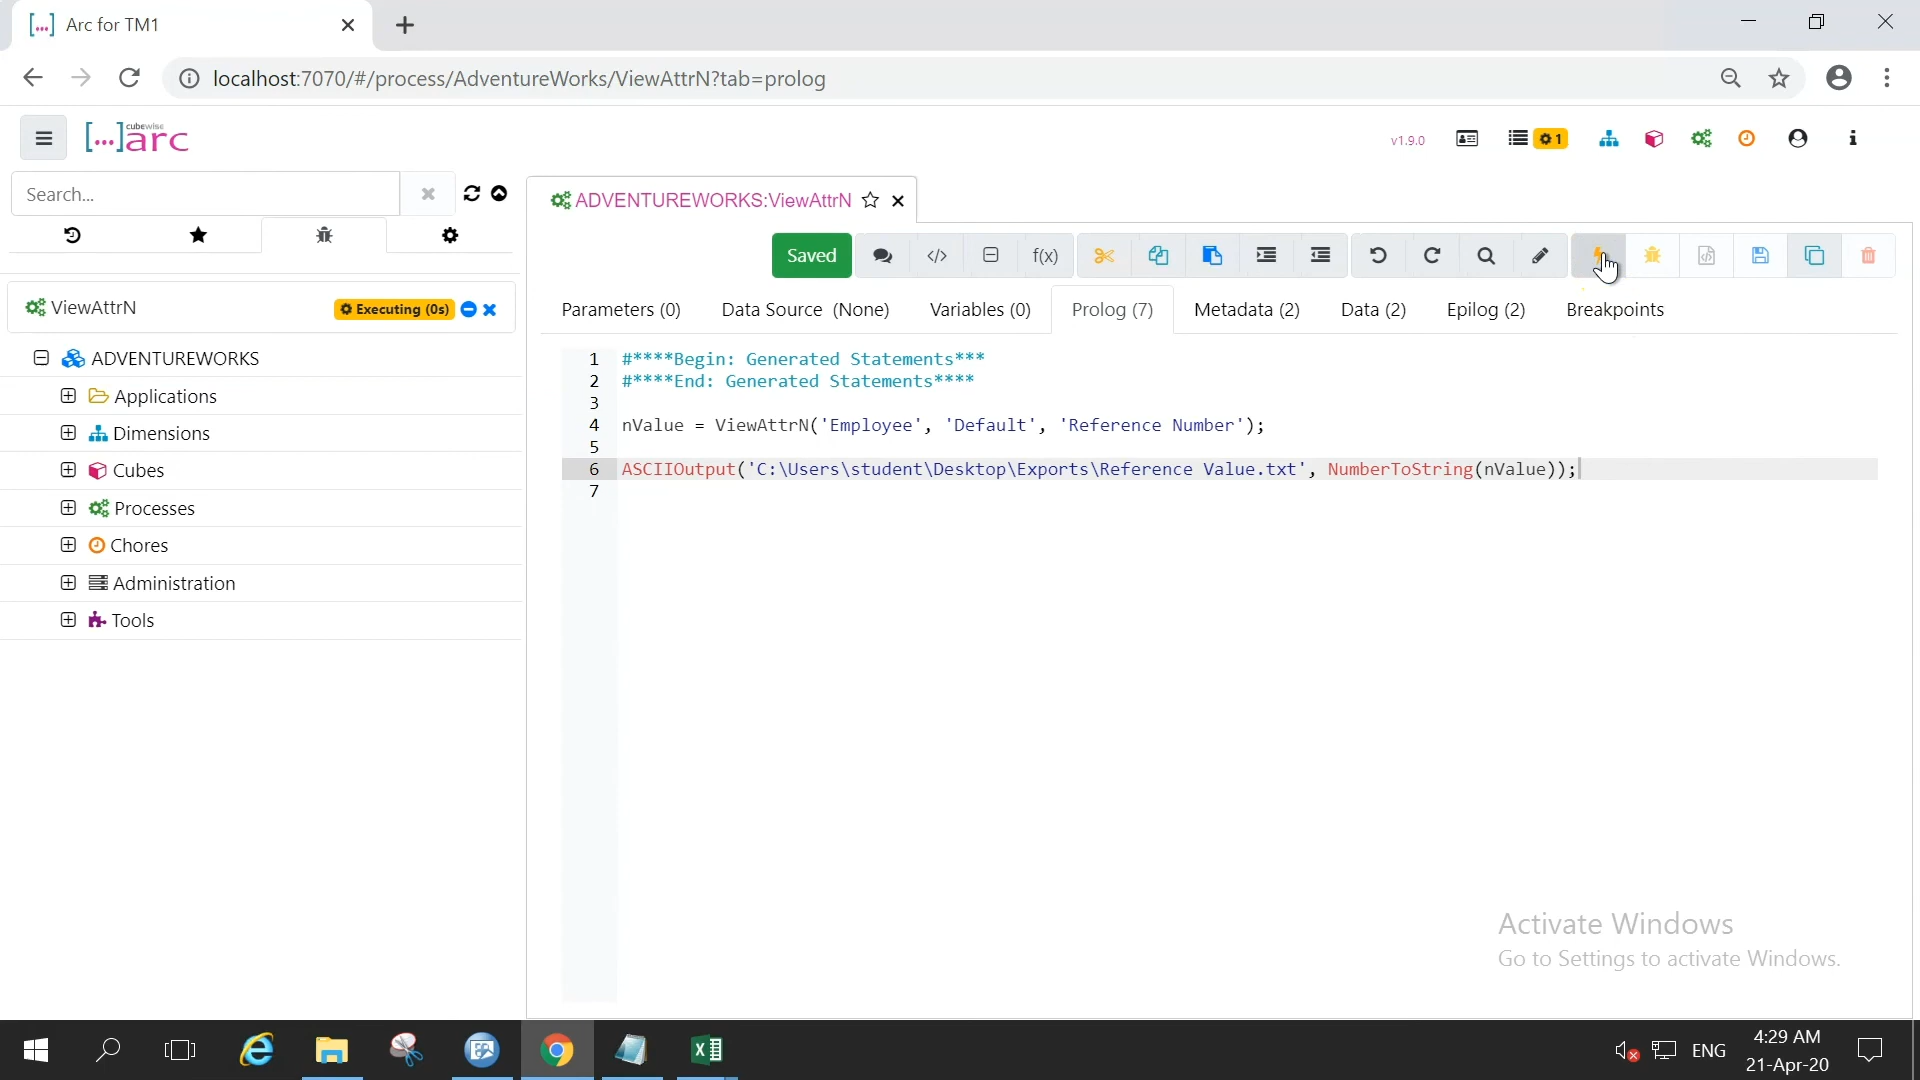 [...] Arc for TM1
localhost:7070/#/process/AdventureWorks/ViewAttrN?tab=prolog
[...] cubewise arc
v1.9.0
1
Search...
ADVENTUREWORKS:ViewAttrN
Saved
f(x)
ViewAttrN
Executing (0s)
Parameters (0)
Data Source (None)
Variables (0)
Prolog (7)
Metadata (2)
Data (2)
Epilog (2)
Breakpoints
ADVENTUREWORKS
Applications
Dimensions
Cubes
Processes
Chores
Administration
Tools
1 #****Begin: Generated Statements***
2 #****End: Generated Statements****
3
4 nValue = ViewAttrN('Employee', 'Default', 'Reference Number');
5
6 ASCIIOutput('C:\Users\student\Desktop\Exports\Reference Value.txt', NumberToString(nValue));
7
Activate Windows
Go to Settings to activate Windows.
ENG
4:29 AM
21-Apr-20